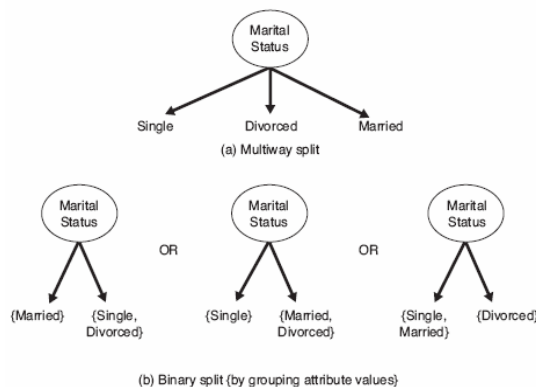 Marital
Status
Single Divorced Married
(a) Multiway split
Marital
Status
OR
Marital
Status
OR
Marital
Status
{Married} {Single,
Divorced}
{Single} {Married,
Divorced}
{Single,
Married} {Divorced}
(b) Binary split {by grouping attribute values}